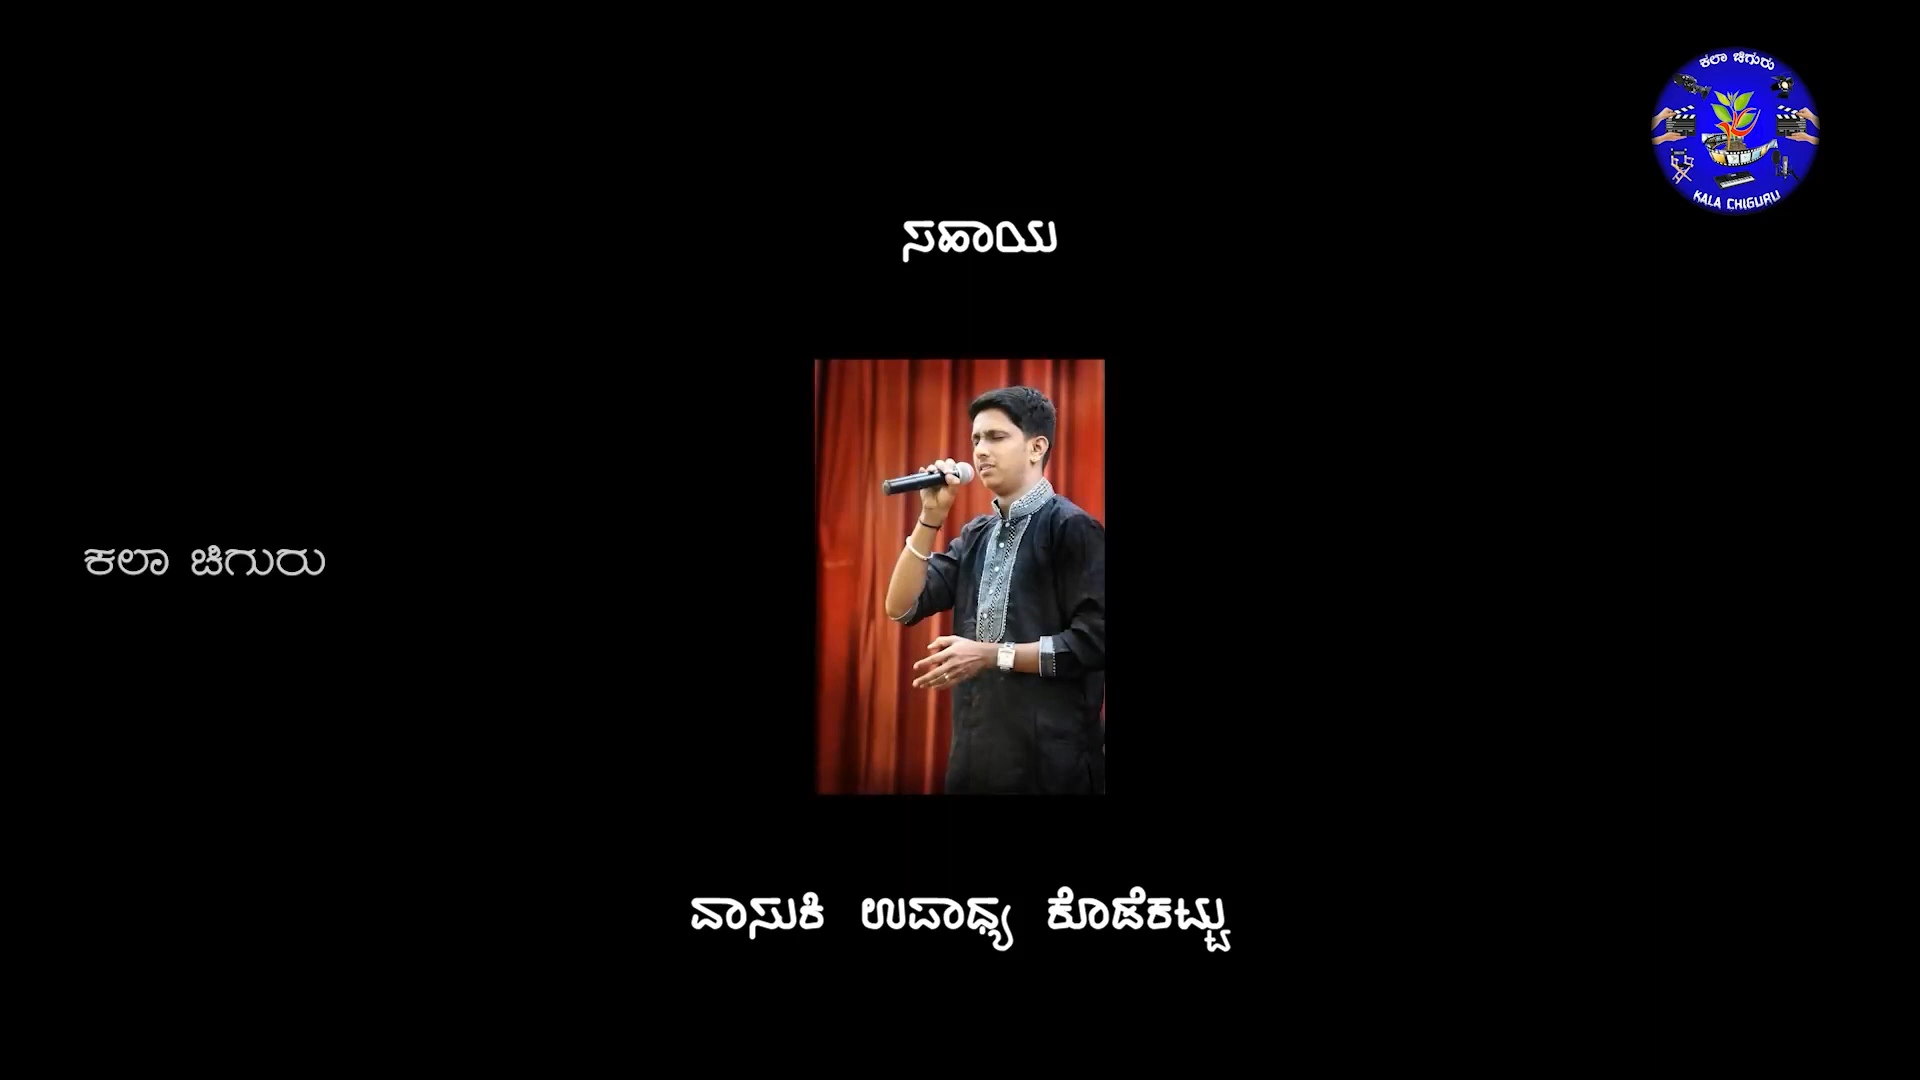 ಕಲಾ ಚಿಗುರು
KALA CHIGURU
ಸಹಾಯ
ಕಲಾ ಚಿಗುರು
ವಾಸುಕಿ ಉಪಾಧ್ಯ ಕೊಡೆಕಟ್ಟು